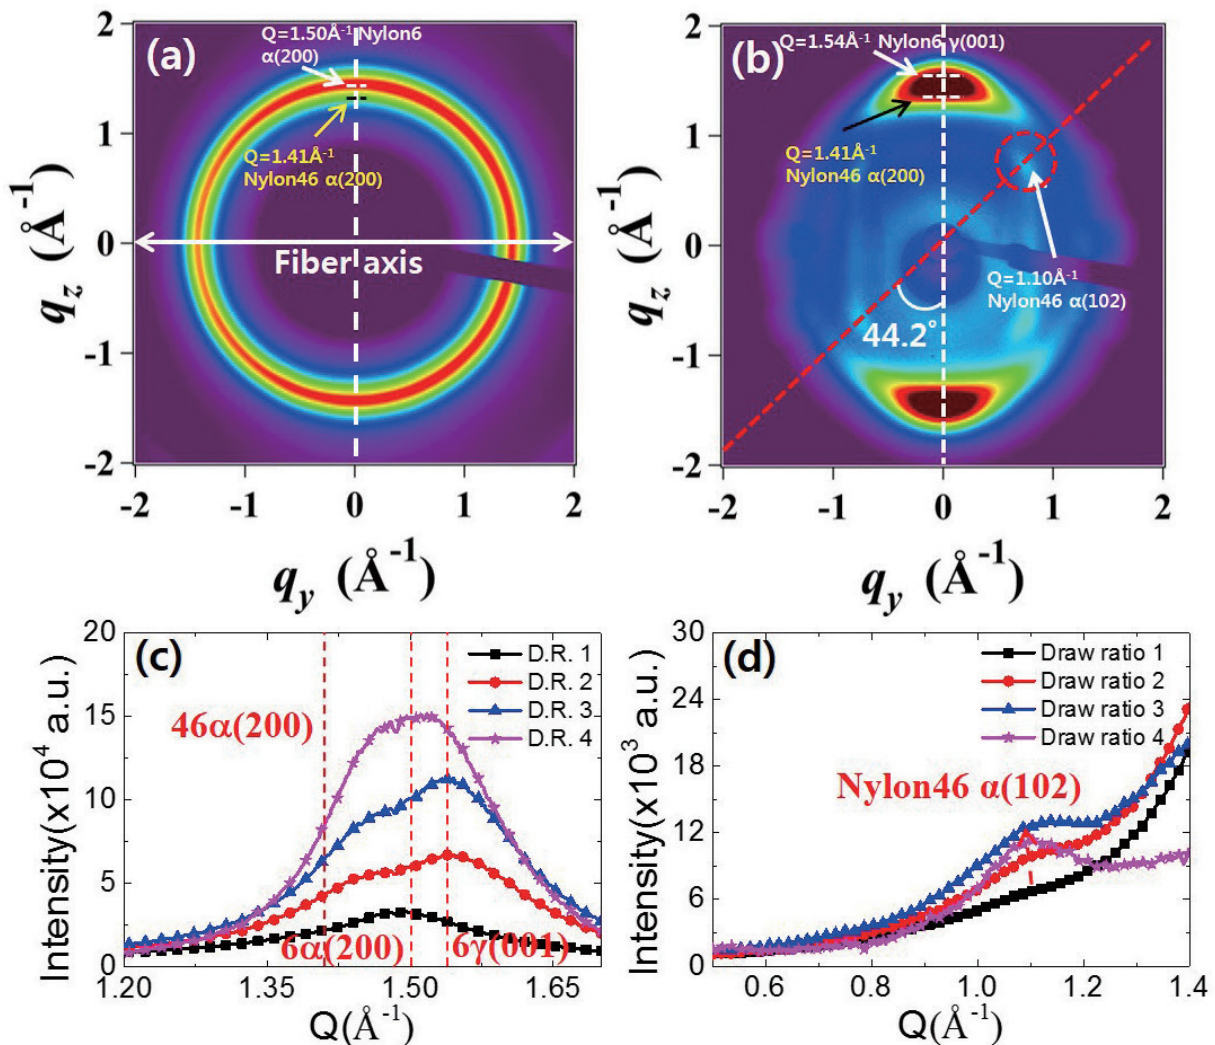 (a)
Q=1.50Å⁻¹ Nylon6
α(200)
Q=1.41Å⁻¹
Nylon46 α(200)
Fiber axis
2
1
0
-1
-2
q_z (Å⁻¹)
-2 -1 0 1 2
q_y (Å⁻¹)
(b)
Q=1.54Å⁻¹ Nylon6 γ(001)
Q=1.41Å⁻¹
Nylon46 α(200)
Q=1.10Å⁻¹
Nylon46 α(102)
44.2°
2
1
0
-1
-2
q_z (Å⁻¹)
-2 -1 0 1 2
q_y (Å⁻¹)
(c)
D.R. 1
D.R. 2
D.R. 3
D.R. 4
46α(200)
6α(200)
6γ(001)
20
15
10
5
0
Intensity(x10⁴ a.u.)
1.20 1.35 1.50 1.65
Q(Å⁻¹)
(d)
Draw ratio 1
Draw ratio 2
Draw ratio 3
Draw ratio 4
Nylon46 α(102)
30
24
18
12
6
0
Intensity(x10³ a.u.)
0.6 0.8 1.0 1.2 1.4
Q(Å⁻¹)